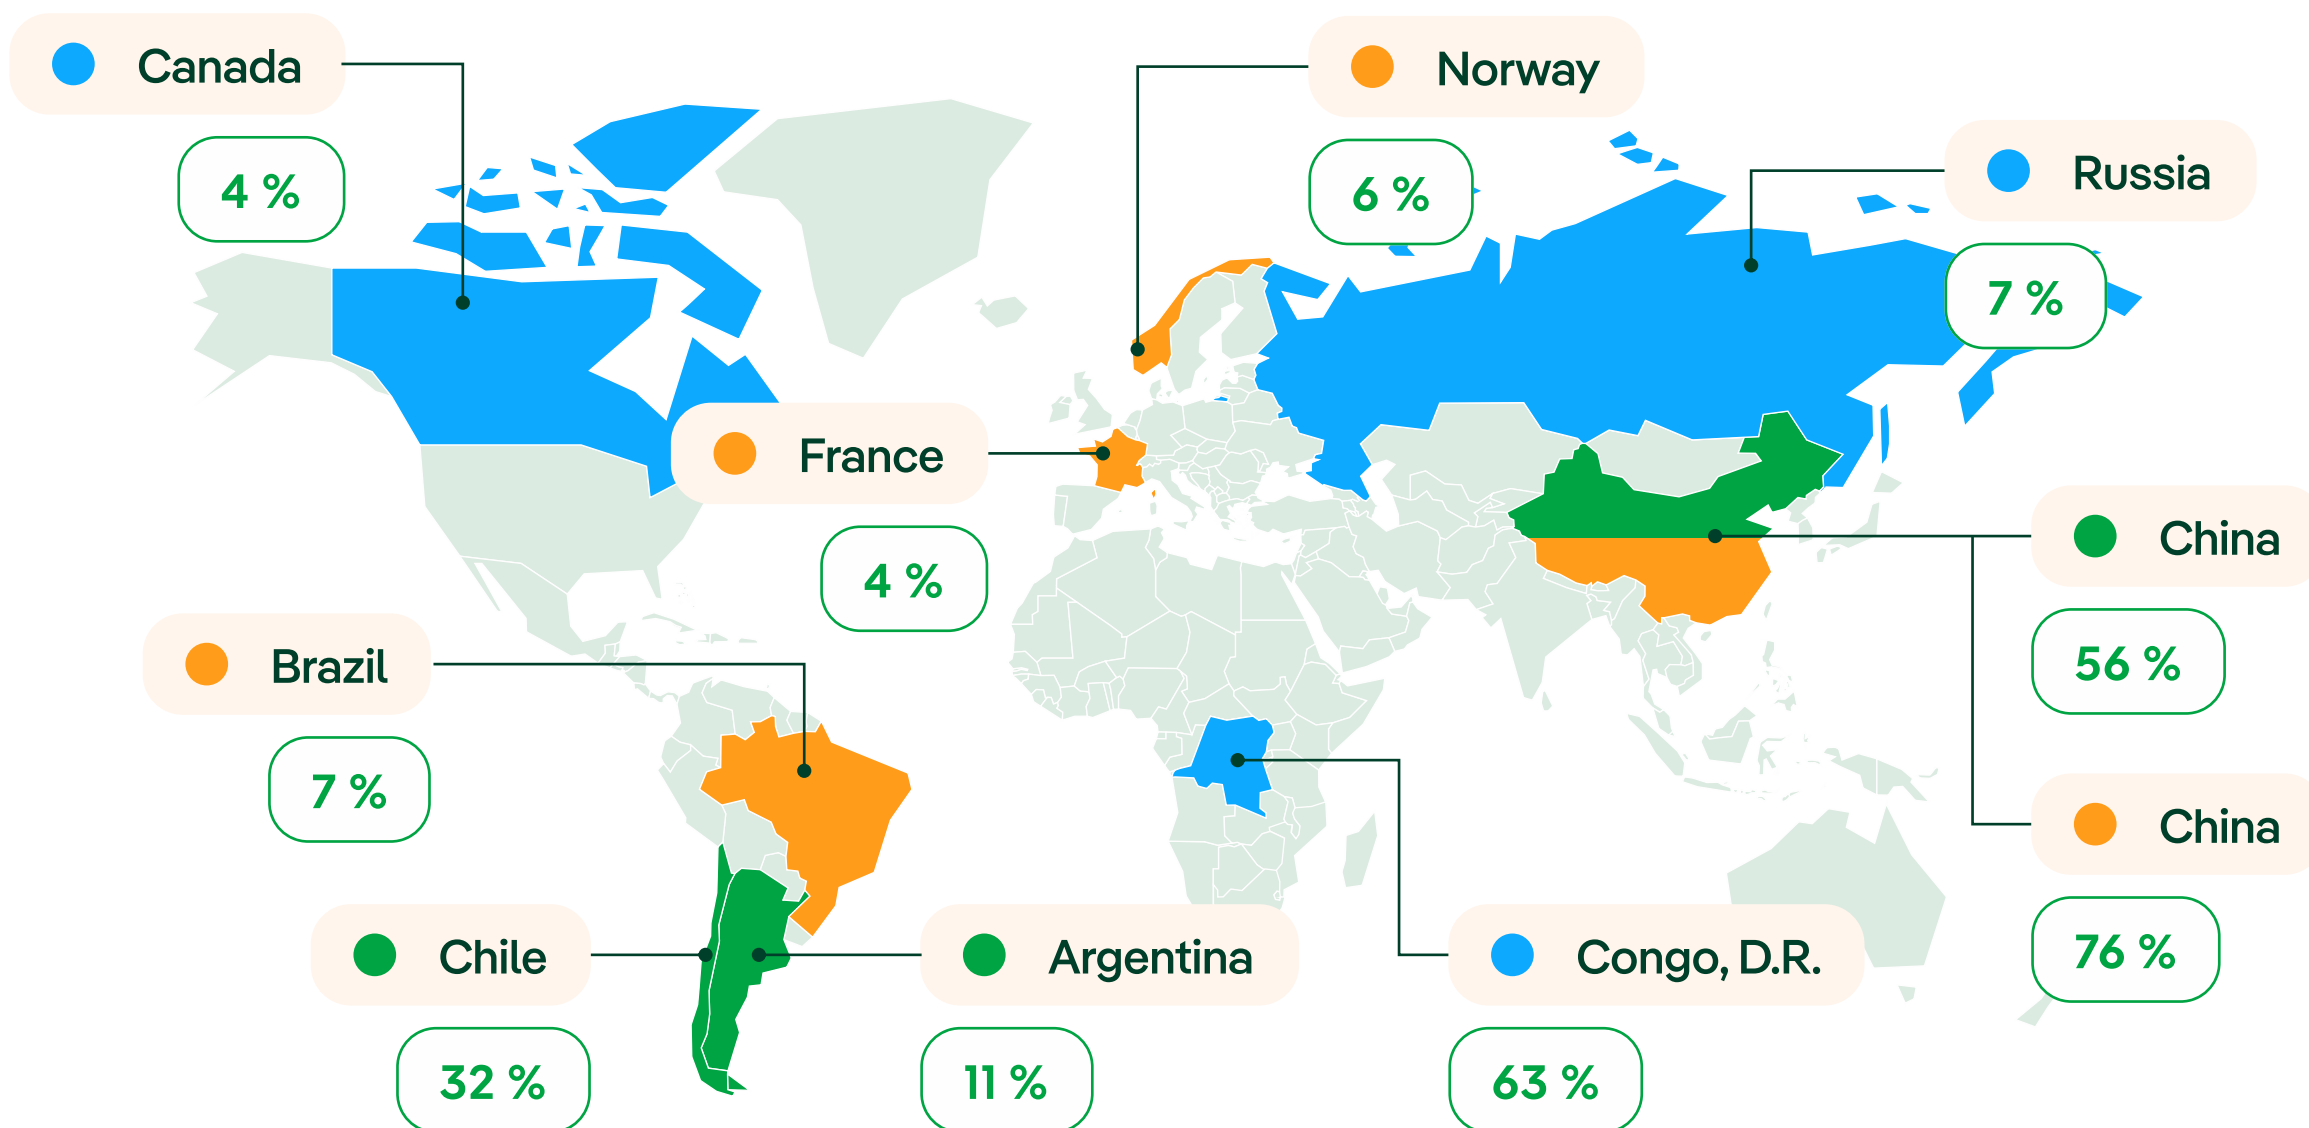 Canada
4 %
Norway
6 %
Russia
7 %
France
4 %
China
56 %
Brazil
7 %
China
76 %
Chile
32 %
Argentina
11 %
Congo, D.R.
63 %